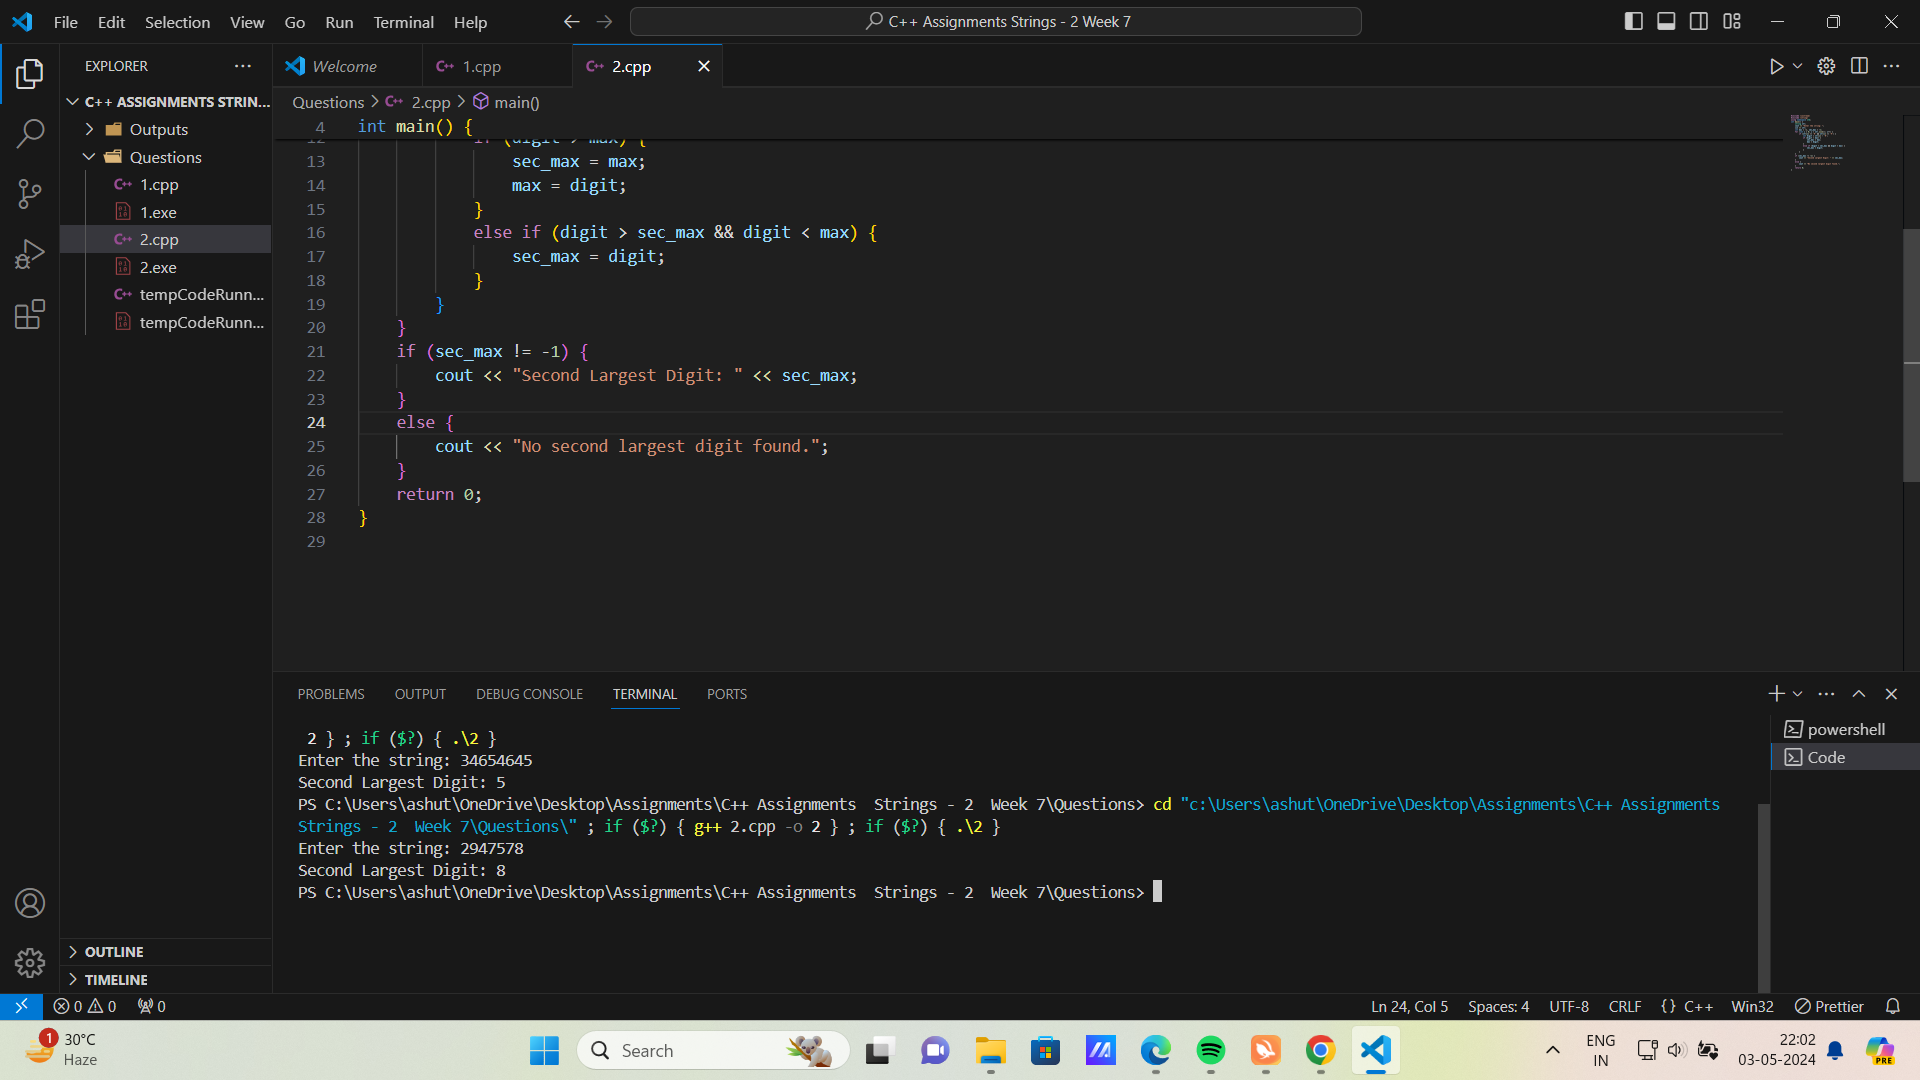 File Edit Selection View Go Run Terminal Help
C++ Assignments Strings - 2 Week 7
EXPLORER
Welcome
1.cpp
2.cpp
C++ ASSIGNMENTS STRIN...
Outputs
Questions
1.cpp
1.exe
2.cpp
2.exe
tempCodeRunn...
tempCodeRunn...
OUTLINE
TIMELINE
Questions > 2.cpp > main()
4 int main() {
12 if (digit > max) {
13 sec_max = max;
14 max = digit;
15 }
16 else if (digit > sec_max && digit < max) {
17 sec_max = digit;
18 }
19 }
20 }
21 if (sec_max != -1) {
22 cout << "Second Largest Digit: " << sec_max;
23 }
24 else {
25 cout << "No second largest digit found.";
26 }
27 return 0;
28 }
29
PROBLEMS OUTPUT DEBUG CONSOLE TERMINAL PORTS
2 } ; if ($?) { .\2 }
Enter the string: 34654645
Second Largest Digit: 5
PS C:\Users\ashut\OneDrive\Desktop\Assignments\C++ Assignments  Strings - 2  Week 7\Questions> cd "c:\Users\ashut\OneDrive\Desktop\Assignments\C++ Assignments
Strings - 2  Week 7\Questions\" ; if ($?) { g++ 2.cpp -o 2 } ; if ($?) { .\2 }
Enter the string: 2947578
Second Largest Digit: 8
PS C:\Users\ashut\OneDrive\Desktop\Assignments\C++ Assignments  Strings - 2  Week 7\Questions>
powershell
Code
0 0 0
Ln 24, Col 5 Spaces: 4 UTF-8 CRLF {} C++ Win32 Prettier
1
30°C
Haze
Search
ENG
IN
22:02
03-05-2024
PRE